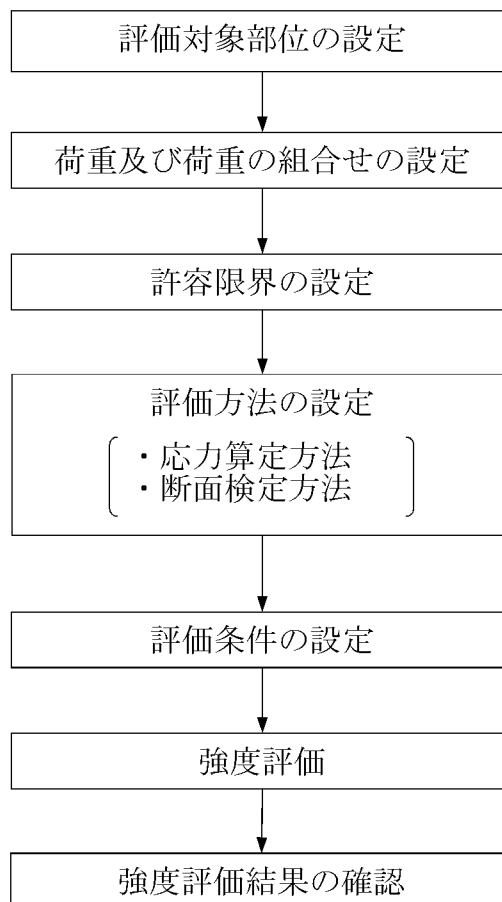 評価対象部位の設定
荷重及び荷重の組合せの設定
許容限界の設定
評価方法の設定
・応力算定方法
・断面検定方法
評価条件の設定
強度評価
強度評価結果の確認